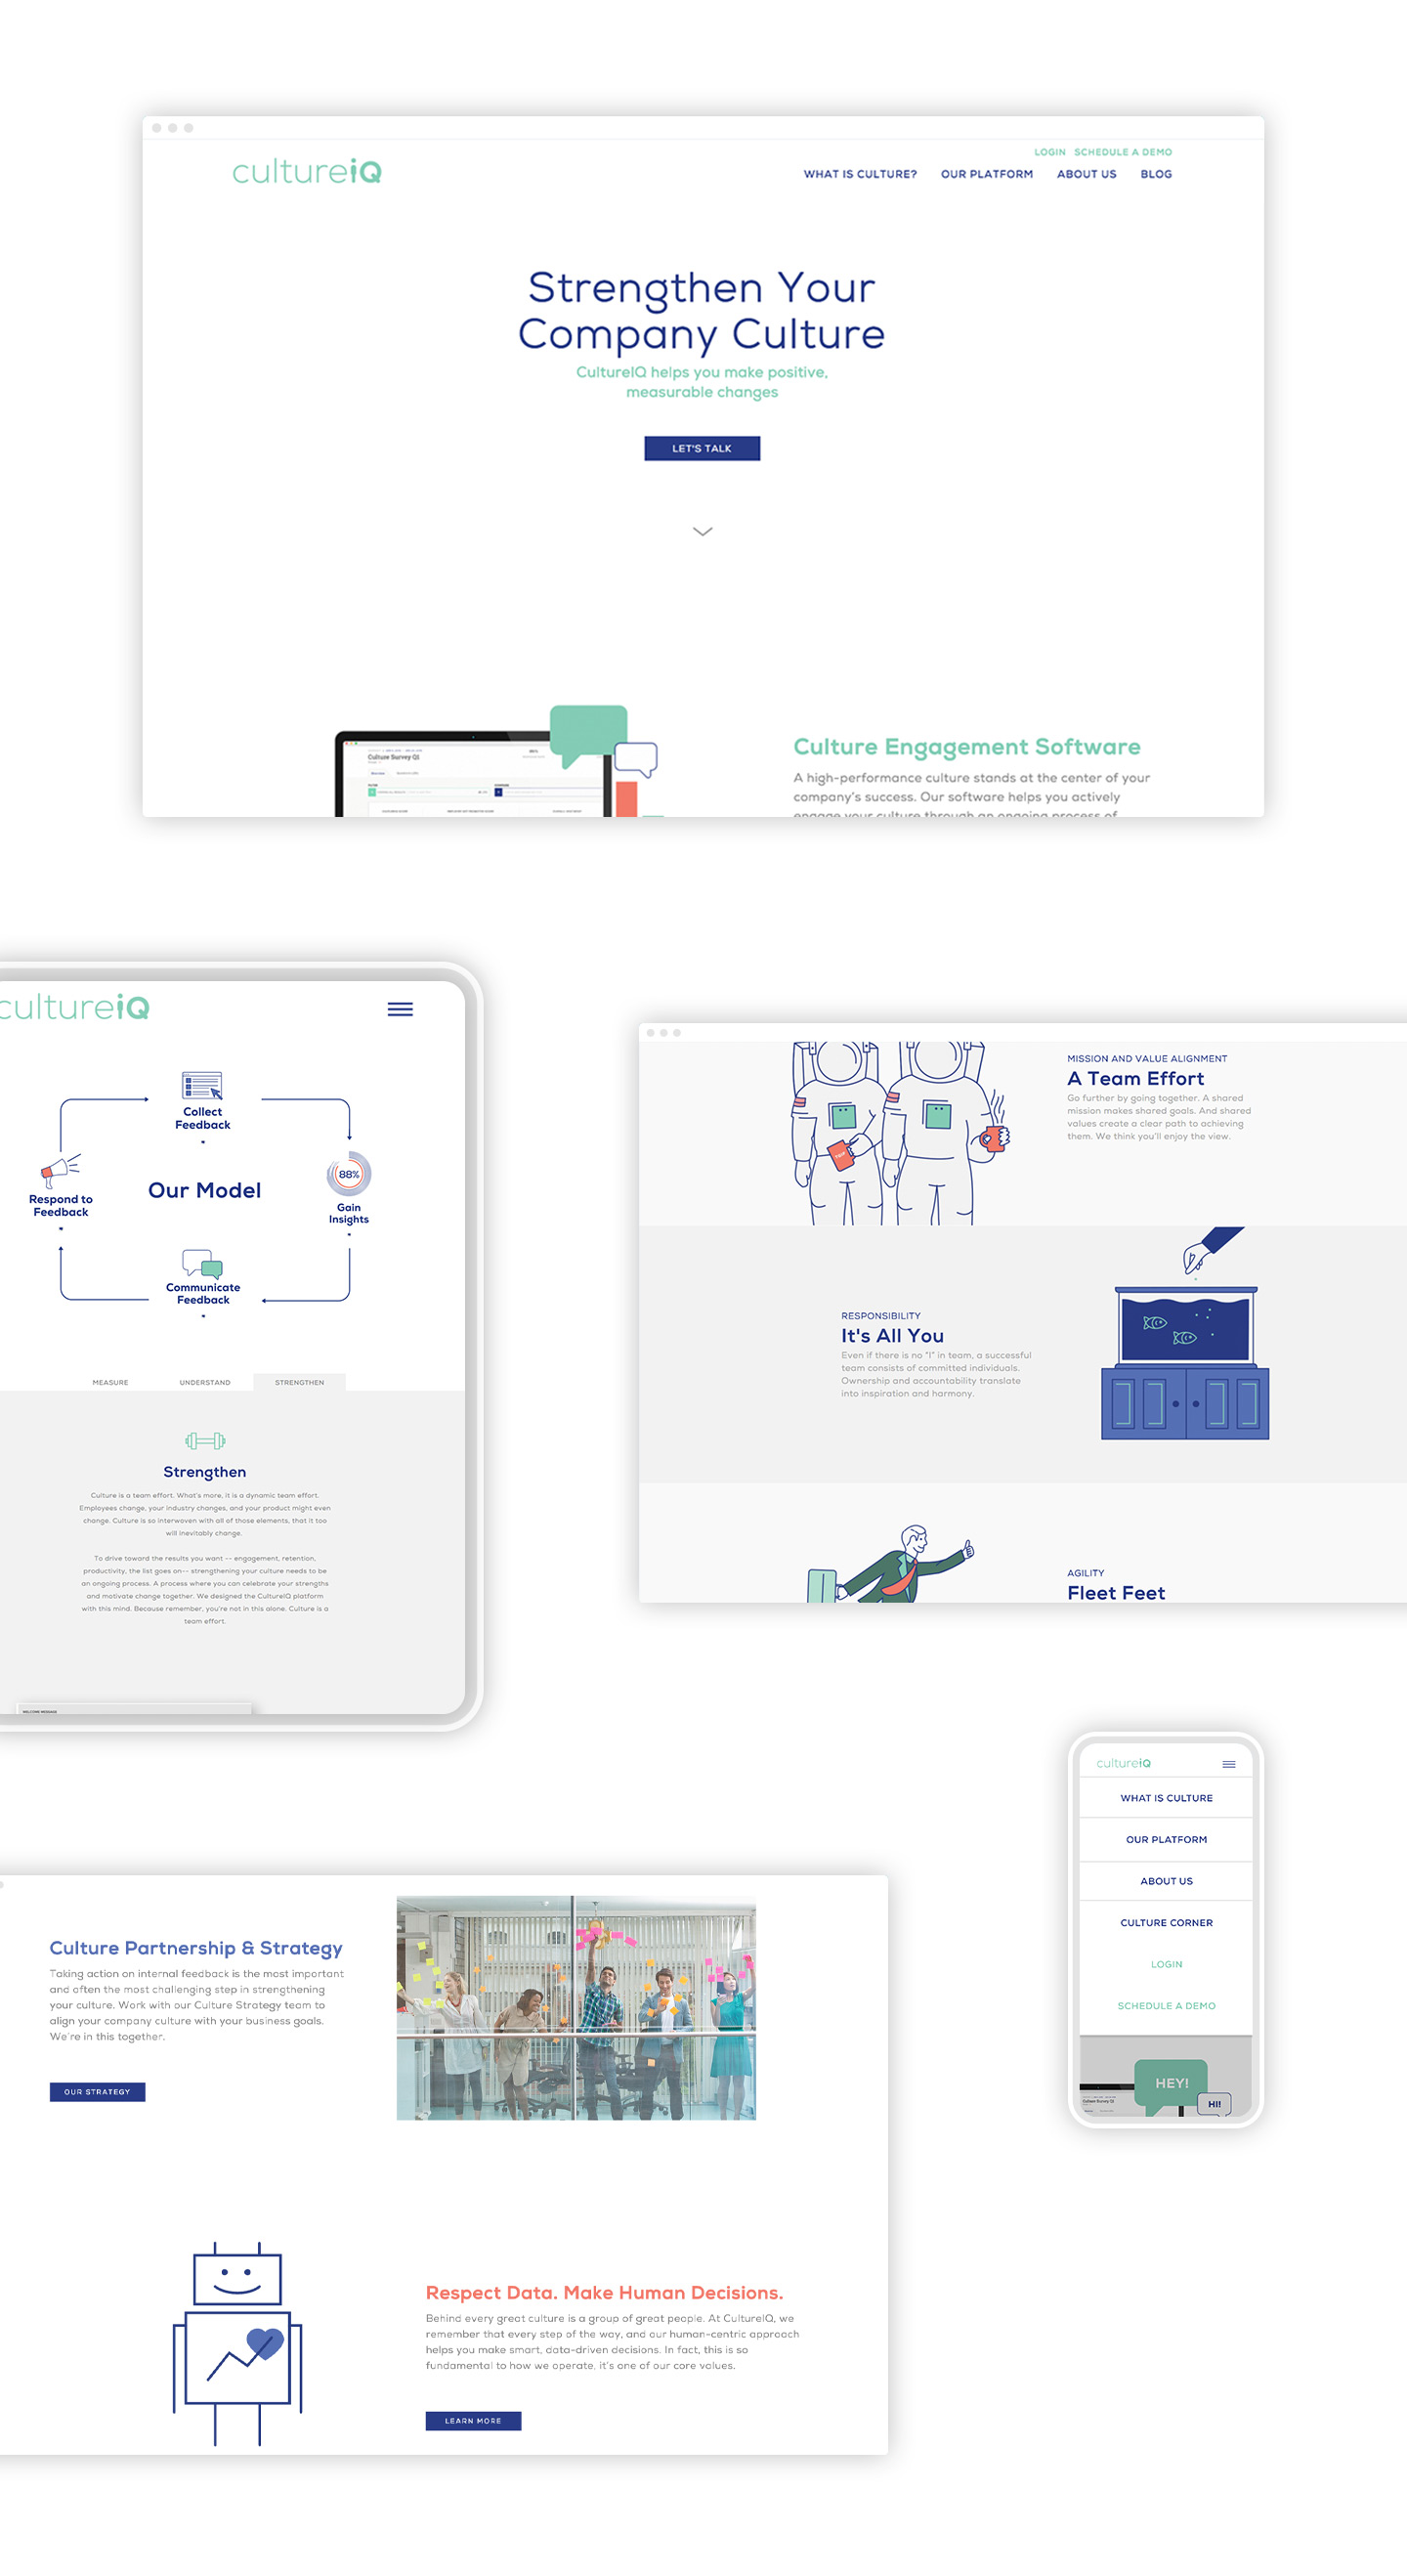 cultureiQ
LOGIN SCHEDULE A DEMO
WHAT IS CULTURE? OUR PLATFORM ABOUT US BLOG
Strengthen Your
Company Culture
CultureIQ helps you make positive,
measurable changes
LET'S TALK
Culture Survey Q1
Culture Engagement Software
A high-performance culture stands at the center of your
company's success. Our software helps you actively
engage your culture through an ongoing process of
cultureiQ
Collect
Feedback
88%
Gain
Insights
Our Model
Respond to
Feedback
Communicate
Feedback
MEASURE UNDERSTAND STRENGTHEN
Strengthen
Culture is a team effort. What's more, it is a dynamic team effort.
Employees change, your industry changes, and your product might even
change. Culture is so interwoven with all of those elements, that it too
will inevitably change.
To drive toward the results you want -- engagement, retention,
productivity, the list goes on-- strengthening your culture needs to be
an ongoing process. A process where you can celebrate your strengths
and motivate change together. We designed the CultureIQ platform
with this mind. Because remember, you're not in this alone. Culture is a
team effort.
WELCOME MESSAGE
MISSION AND VALUE ALIGNMENT
A Team Effort
Go further by going together. A shared
mission makes shared goals. And shared
values create a clear path to achieving
them. We think you'll enjoy the view.
RESPONSIBILITY
It's All You
Even if there is no "I" in team, a successful
team consists of committed individuals.
Ownership and accountability translate
into inspiration and harmony.
AGILITY
Fleet Feet
cultureiQ
WHAT IS CULTURE
OUR PLATFORM
ABOUT US
CULTURE CORNER
LOGIN
SCHEDULE A DEMO
HEY!
HI!
Culture Survey Q1
Culture Partnership & Strategy
Taking action on internal feedback is the most important
and often the most challenging step in strengthening
your culture. Work with our Culture Strategy team to
align your company culture with your business goals.
We're in this together.
OUR STRATEGY
Respect Data. Make Human Decisions.
Behind every great culture is a group of great people. At CultureIQ, we
remember that every step of the way, and our human-centric approach
helps you make smart, data-driven decisions. In fact, this is so
fundamental to how we operate, it's one of our core values.
LEARN MORE